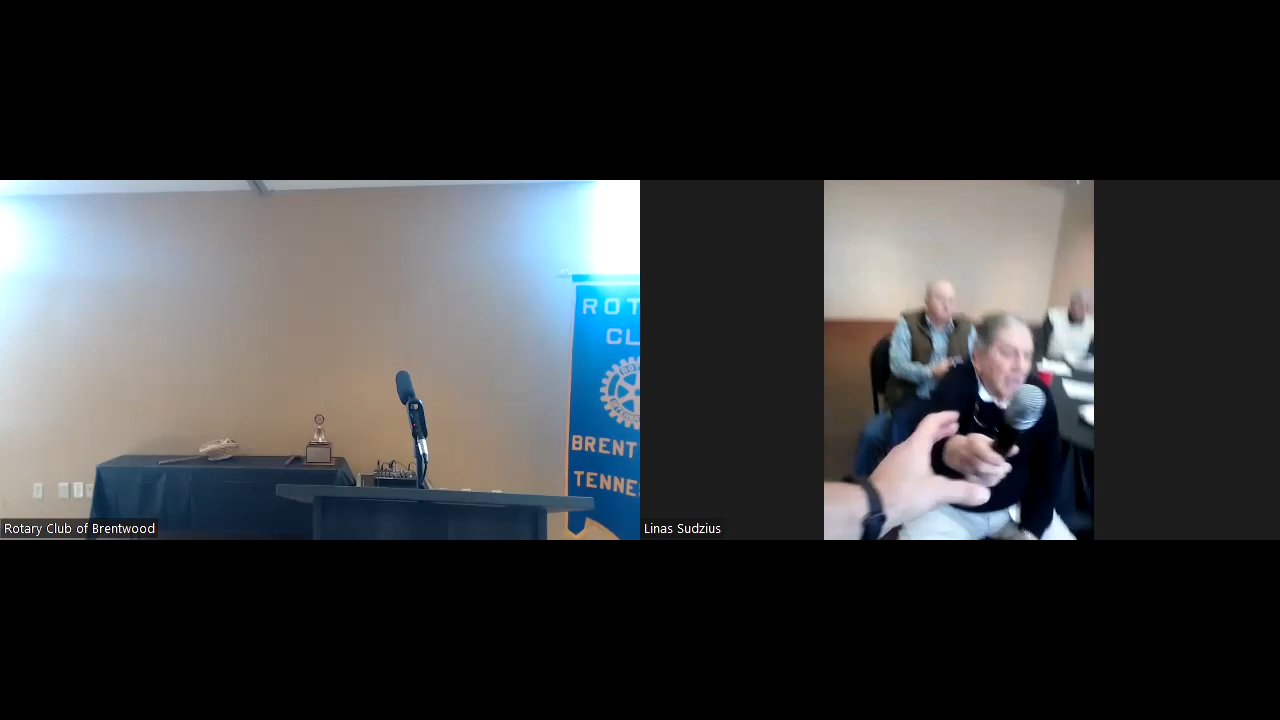 ROT
CL
BRENT
TENNE
Rotary Club of Brentwood
Linas Sudzius